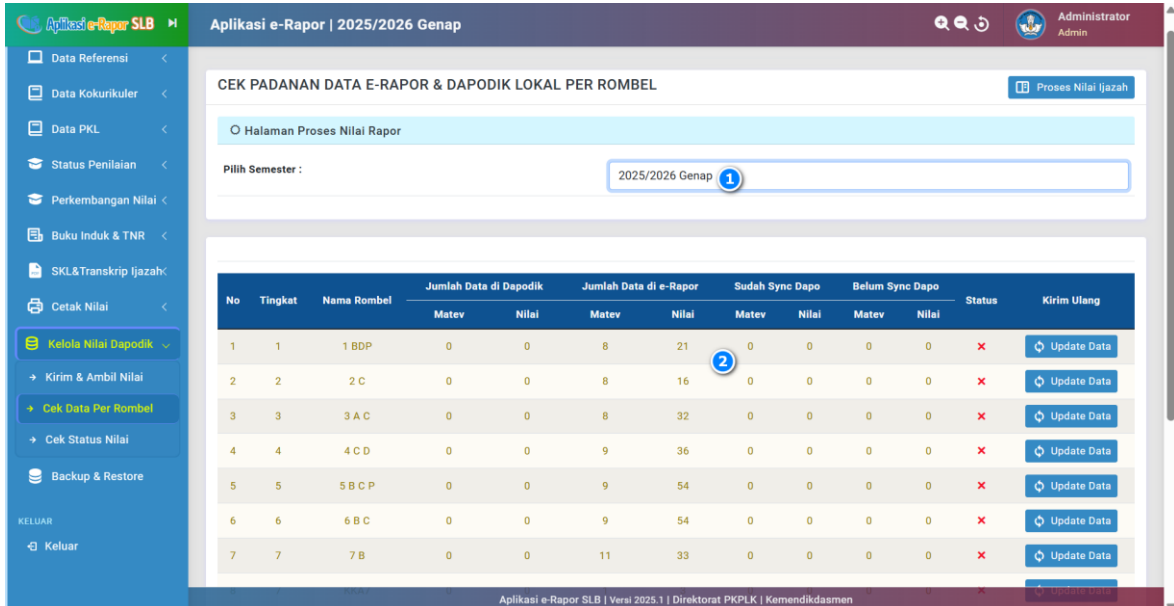 Aplikasi e-Rapor SLB
Aplikasi e-Rapor | 2025/2026 Genap
Administrator
Admin
Data Referensi
Data Kokurikuler
Data PKL
Status Penilaian
Perkembangan Nilai
Buku Induk & TNR
SKL&Transkrip Ijazah
Cetak Nilai
Kelola Nilai Dapodik
Kirim & Ambil Nilai
Cek Data Per Rombel
Cek Status Nilai
Backup & Restore
KELUAR
Keluar
CEK PADANAN DATA E-RAPOR & DAPODIK LOKAL PER ROMBEL
Proses Nilai Ijazah
Halaman Proses Nilai Rapor
Pilih Semester :
2025/2026 Genap 1
No Tingkat Nama Rombel Jumlah Data di Dapodik Jumlah Data di e-Rapor Sudah Sync Dapo Belum Sync Dapo Status Kirim Ulang
Matev Nilai Matev Nilai Matev Nilai Matev Nilai
1 1 1 BDP 0 0 8 21 0 0 0 0 Update Data
2
2 2 2 C 0 0 8 16 0 0 0 0 Update Data
3 3 3 A C 0 0 8 32 0 0 0 0 Update Data
4 4 4 C D 0 0 9 36 0 0 0 0 Update Data
5 5 5 B C P 0 0 9 54 0 0 0 0 Update Data
6 6 6 B C 0 0 9 54 0 0 0 0 Update Data
7 7 7 B 0 0 11 33 0 0 0 0 Update Data
Update Data
Aplikasi e-Rapor SLB | Versi 2025.1 | Direktorat PKPLK | Kemendikdasmen